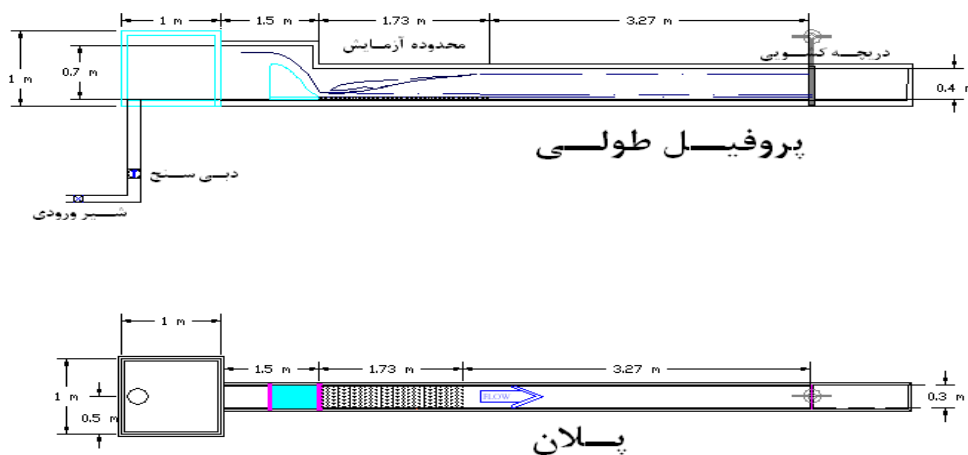 1 m 1.5 m 1.73 m 3.27 m
محدوده آزمایش
دریچه کشویی
1 m
0.7 m
0.4 m
پروفیل طولی
دبی سنج
شیر ورودی
1 m
1.5 m 1.73 m 3.27 m
1 m
0.5 m
FLOW
0.3 m
پلان